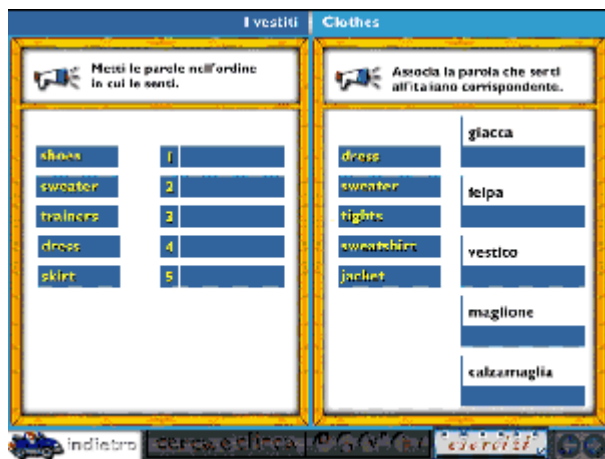 I vestiti
Clothes
Metti le parole nell'ordine
in cui le senti.
shoes
1
sweater
2
trainers
3
dress
4
skirt
5
Associa la parola che senti
all'italiano corrispondente.
dress
sweater
tights
sweatshirt
jacket
giacca
felpa
vestito
maglione
calzamaglia
indietro
cerca e clicca
esercizi